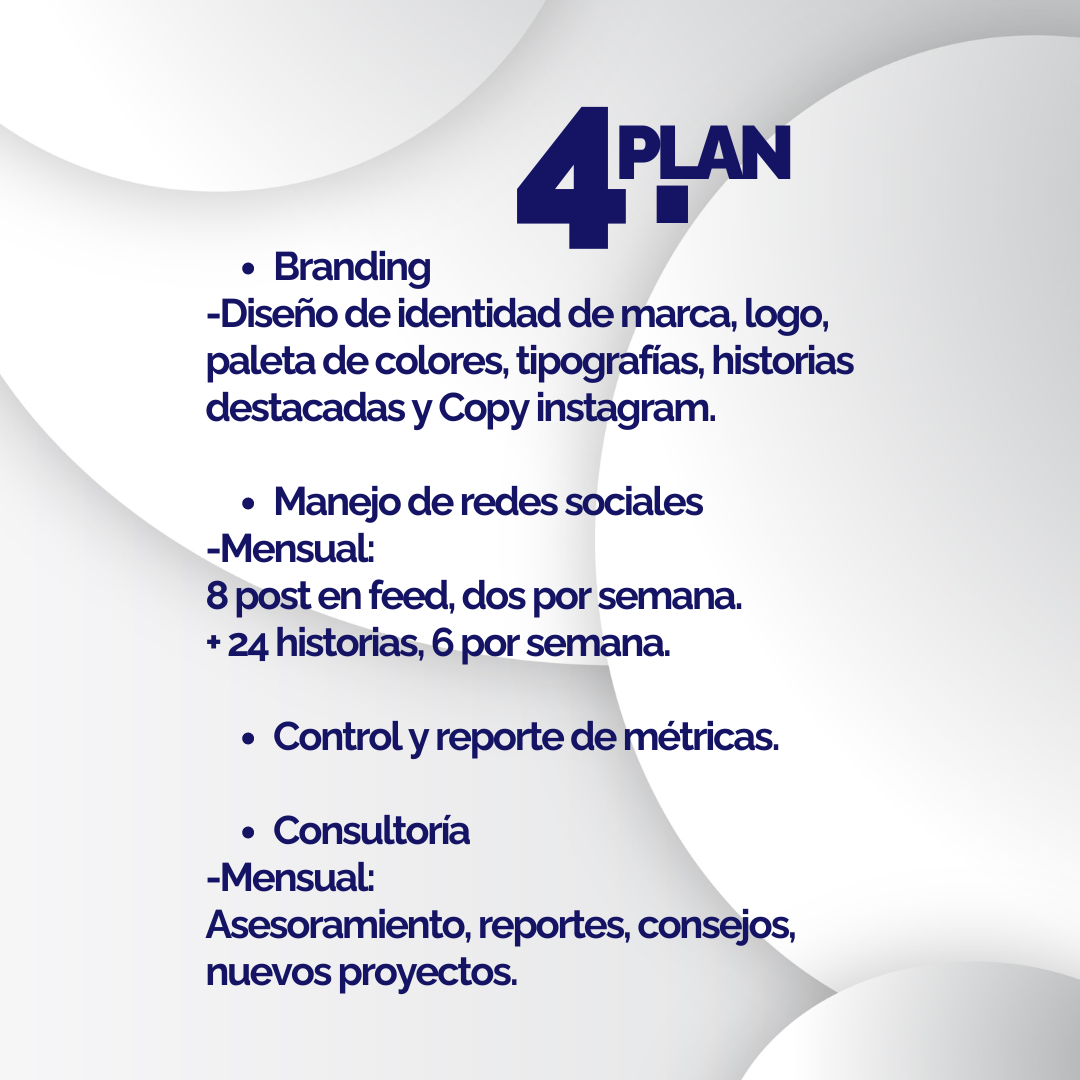 4 PLAN
• Branding
-Diseño de identidad de marca, logo,
paleta de colores, tipografías, historias
destacadas y Copy instagram.
• Manejo de redes sociales
-Mensual:
8 post en feed, dos por semana.
+ 24 historias, 6 por semana.
• Control y reporte de métricas.
• Consultoría
-Mensual:
Asesoramiento, reportes, consejos,
nuevos proyectos.